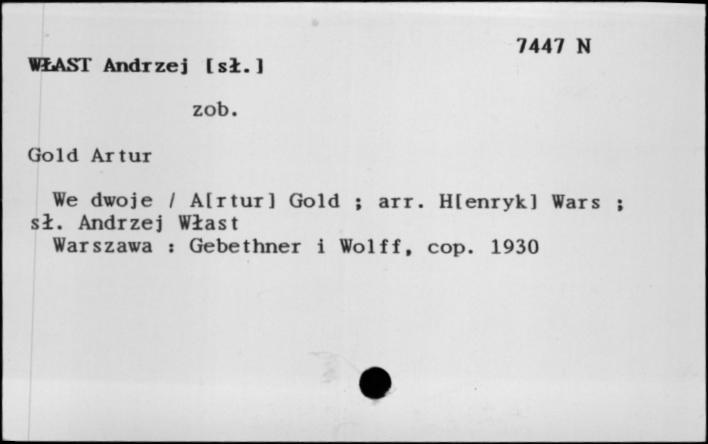 7447 N
WŁAST Andrzej [sł.]
zob.
Gold Artur
We dwoje / A[rtur] Gold ; arr. H[enryk] Wars ;
sł. Andrzej Włast
Warszawa : Gebethner i Wolff, cop. 1930